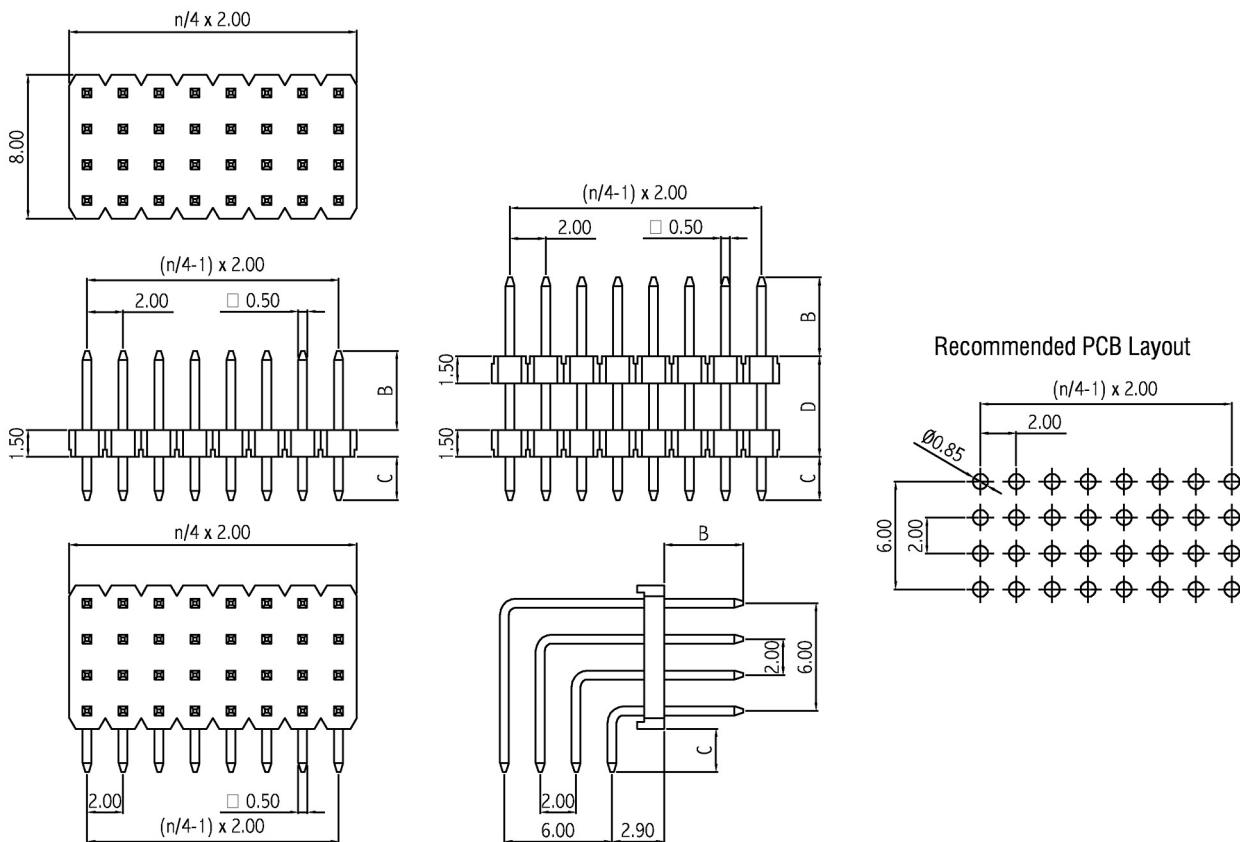 n/4 x 2.00
8.00
(n/4-1) x 2.00
2.00
□ 0.50
B
1.50
C
n/4 x 2.00
2.00
□ 0.50
(n/4-1) x 2.00
(n/4-1) x 2.00
2.00
□ 0.50
B
1.50
D
1.50
C
B
2.00
6.00
C
2.00
6.00
2.90
Recommended PCB Layout
(n/4-1) x 2.00
2.00
Ø0.85
6.00
2.00